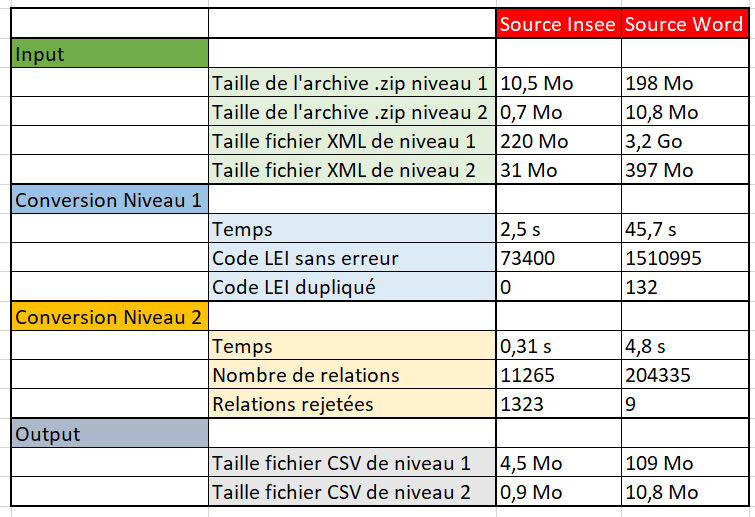 Source Insee Source Word
Input
Taille de l'archive .zip niveau 1 10,5 Mo 198 Mo
Taille de l'archive .zip niveau 2 0,7 Mo 10,8 Mo
Taille fichier XML de niveau 1 220 Mo 3,2 Go
Taille fichier XML de niveau 2 31 Mo 397 Mo
Conversion Niveau 1
Temps 2,5 s 45,7 s
Code LEI sans erreur 73400 1510995
Code LEI dupliqué 0 132
Conversion Niveau 2
Temps 0,31 s 4,8 s
Nombre de relations 11265 204335
Relations rejetées 1323 9
Output
Taille fichier CSV de niveau 1 4,5 Mo 109 Mo
Taille fichier CSV de niveau 2 0,9 Mo 10,8 Mo